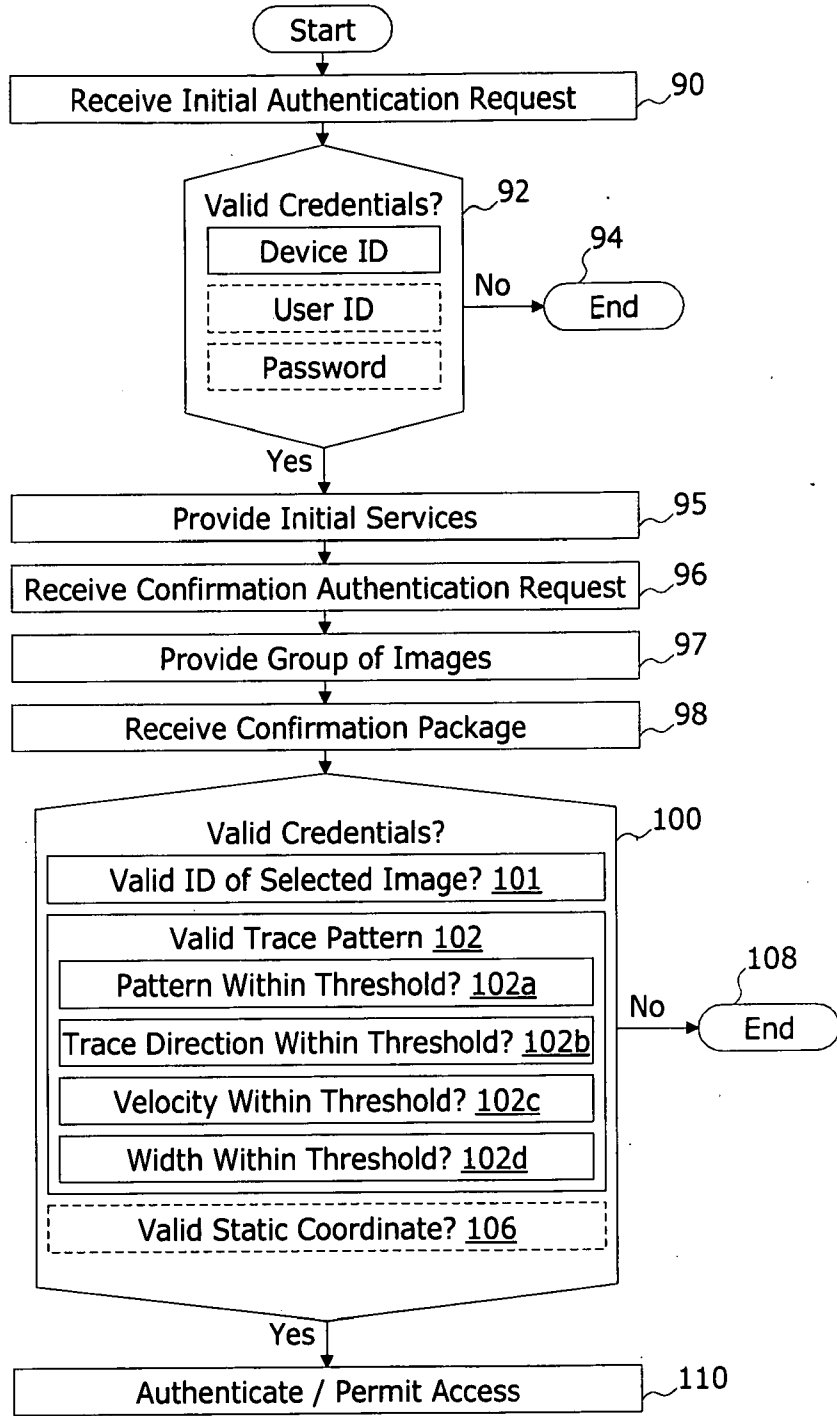 Start
Receive Initial Authentication Request
90
Valid Credentials?
92
Device ID
User ID
Password
No
94
End
Yes
Provide Initial Services
95
Receive Confirmation Authentication Request
96
Provide Group of Images
97
Receive Confirmation Package
98
Valid Credentials?
100
Valid ID of Selected Image? 101
Valid Trace Pattern 102
Pattern Within Threshold? 102a
Trace Direction Within Threshold? 102b
Velocity Within Threshold? 102c
Width Within Threshold? 102d
Valid Static Coordinate? 106
No
108
End
Yes
Authenticate / Permit Access
110